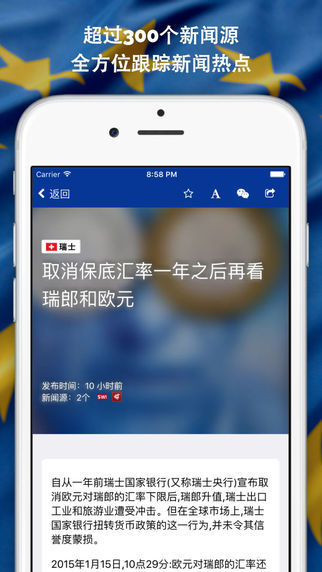 超过300个新闻源
全方位跟踪新闻热点
Carrier 8:58 PM
返回 A
瑞士
取消保底汇率一年之后再看
瑞郎和欧元
发布时间：10 小时前
新闻源：2个 SWI
自从一年前瑞士国家银行(又称瑞士央行)宣布取
消欧元对瑞郎的汇率下限后,瑞郎升值,瑞士出口
工业和旅游业遭受冲击。但在全球市场上,瑞士
国家银行扭转货币政策的这一行为,并未令其信
誉度蒙损。
2015年1月15日,10点29分:欧元对瑞郎的汇率还